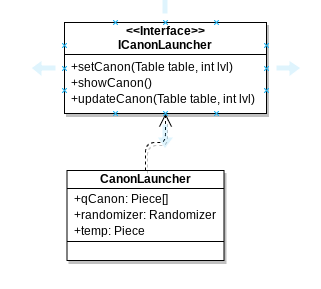 <<Interface>>
ICanonLauncher
+setCanon(Table table, int lvl)
+showCanon()
+updateCanon(Table table, int lvl)
CanonLauncher
+qCanon: Piece[]
+randomizer: Randomizer
+temp: Piece